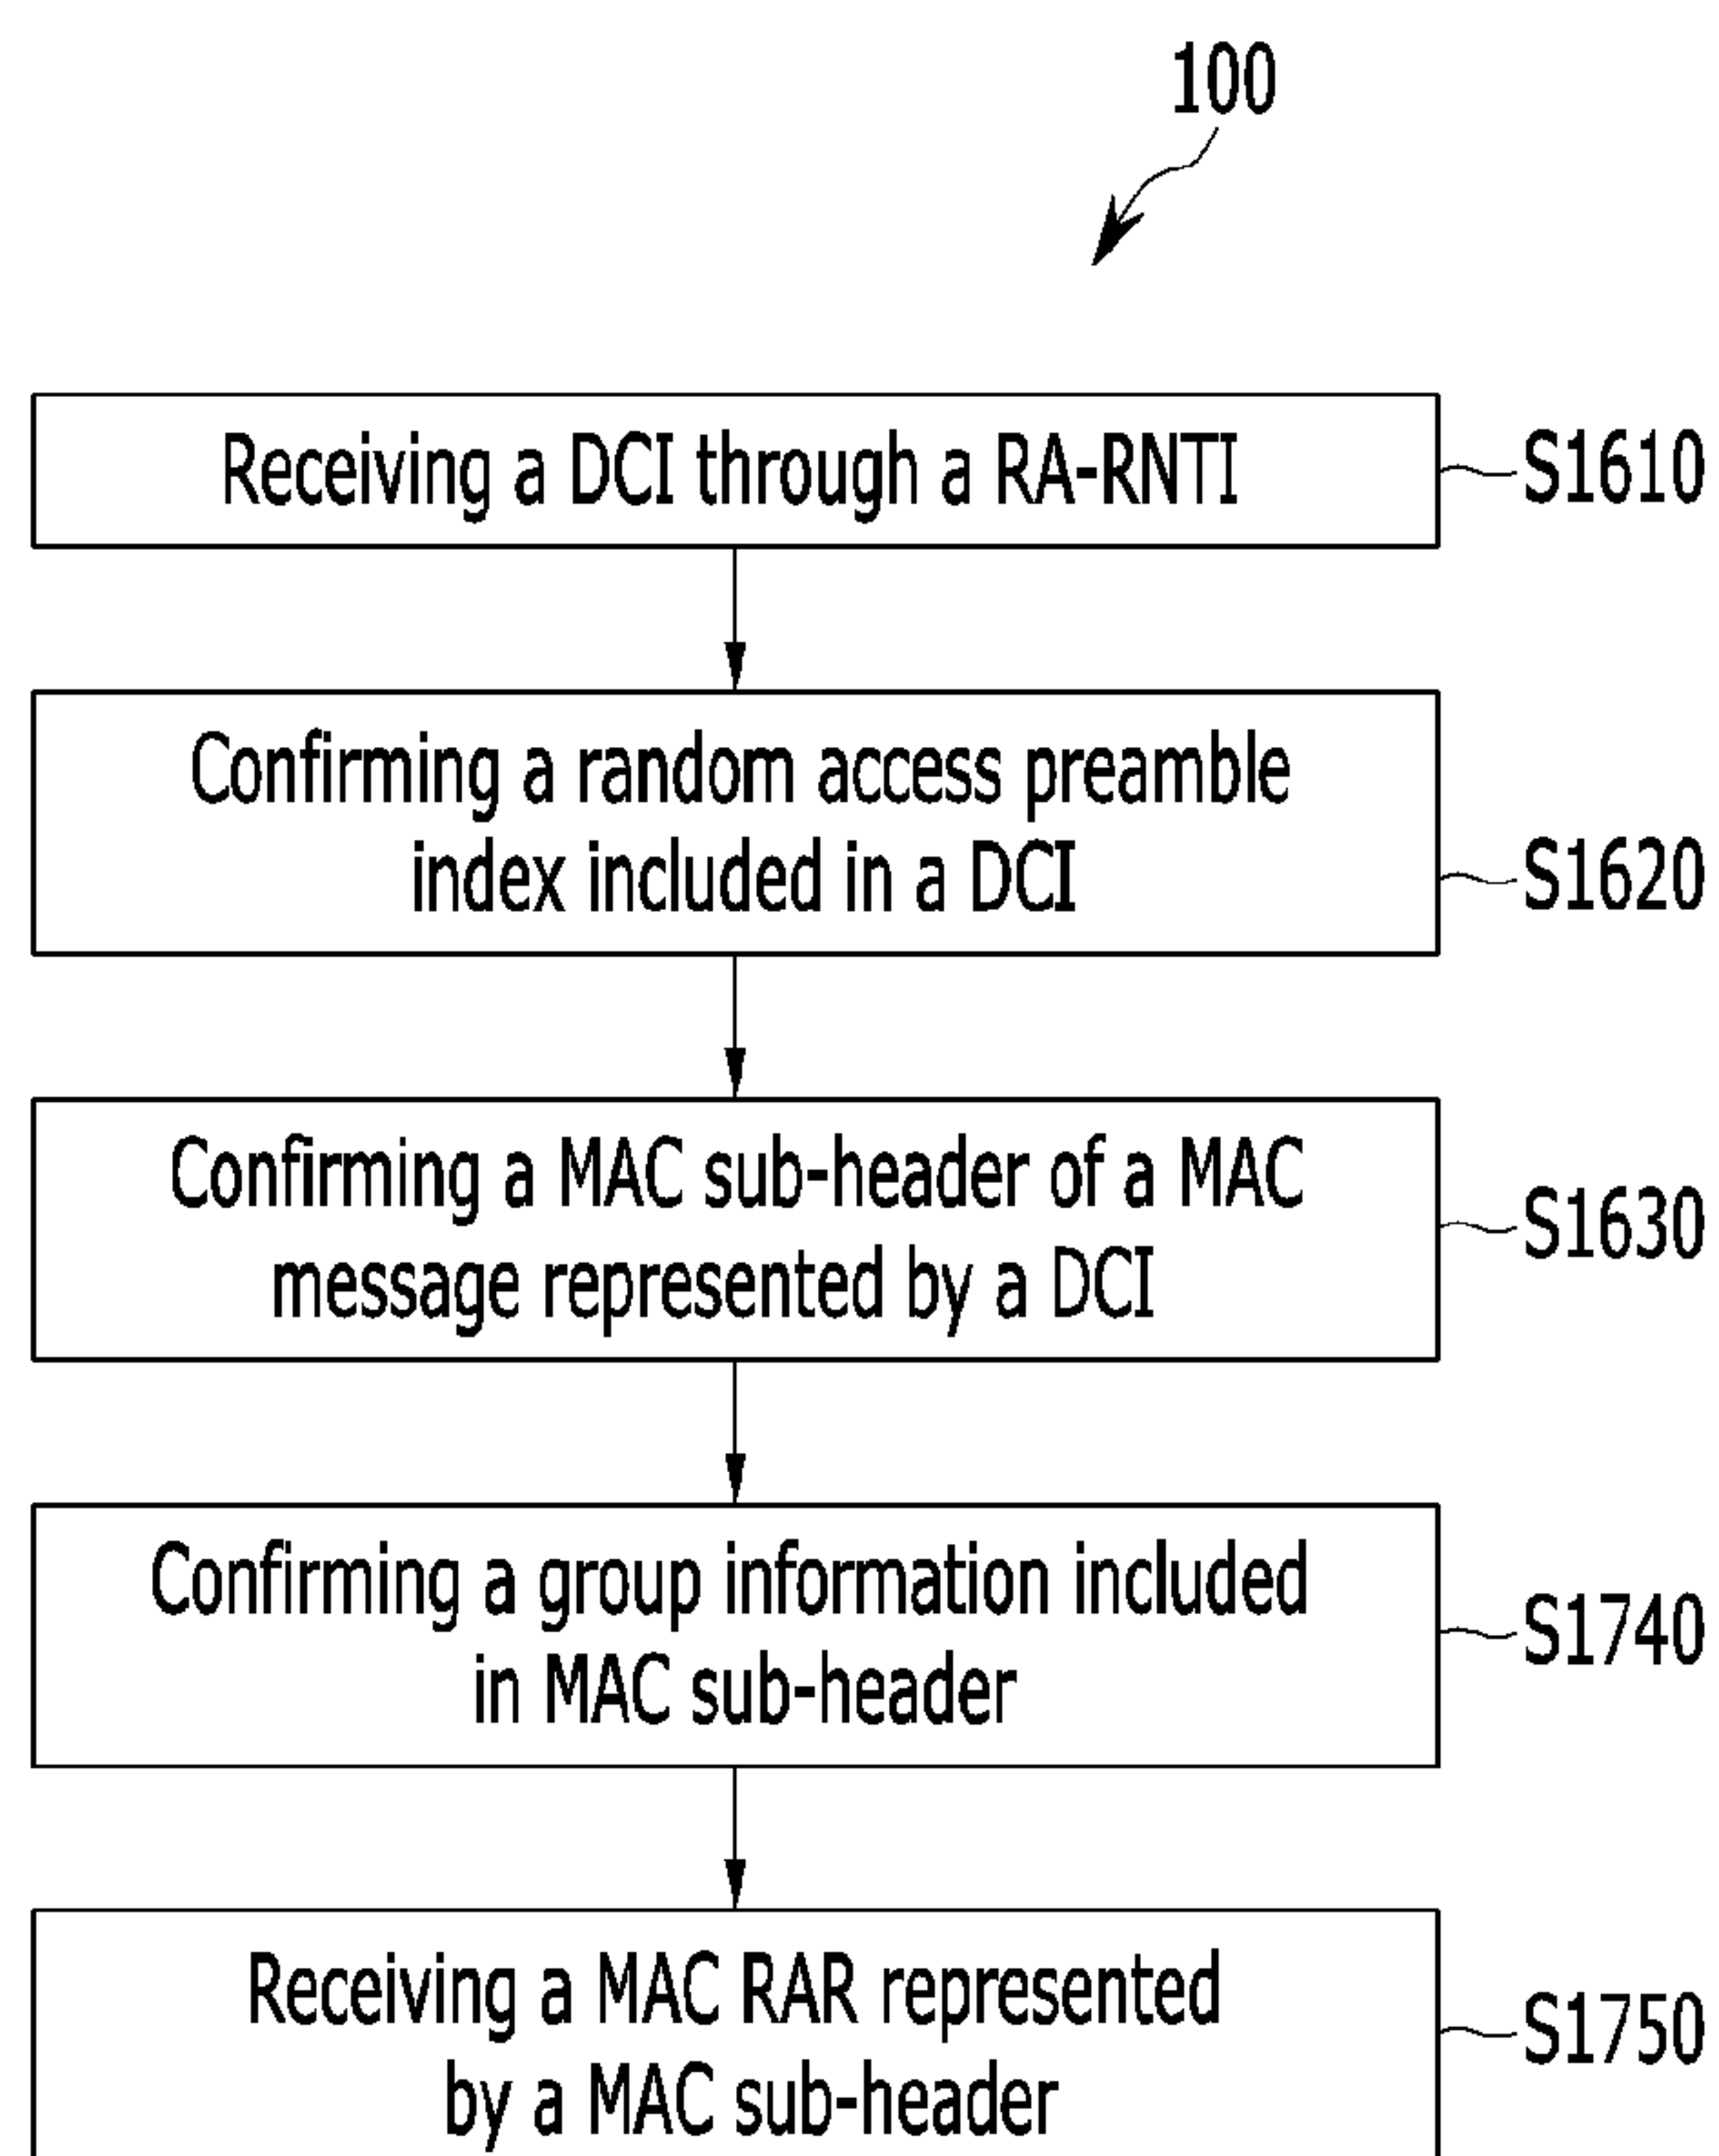 100
Receiving a DCI through a RA-RNTI
S1610
Confirming a random access preamble
index included in a DCI
S1620
Confirming a MAC sub-header of a MAC
message represented by a DCI
S1630
Confirming a group information included
in MAC sub-header
S1740
Receiving a MAC RAR represented
by a MAC sub-header
S1750